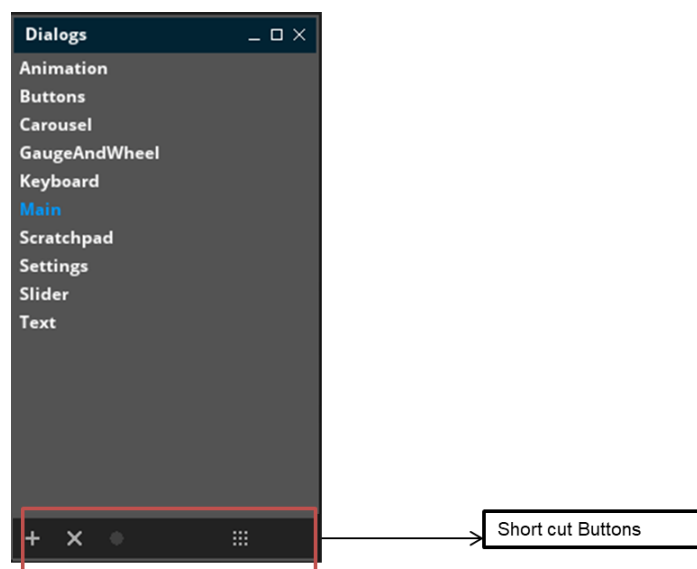 Dialogs
Animation
Buttons
Carousel
GaugeAndWheel
Keyboard
Main
Scratchpad
Settings
Slider
Text
Short cut Buttons